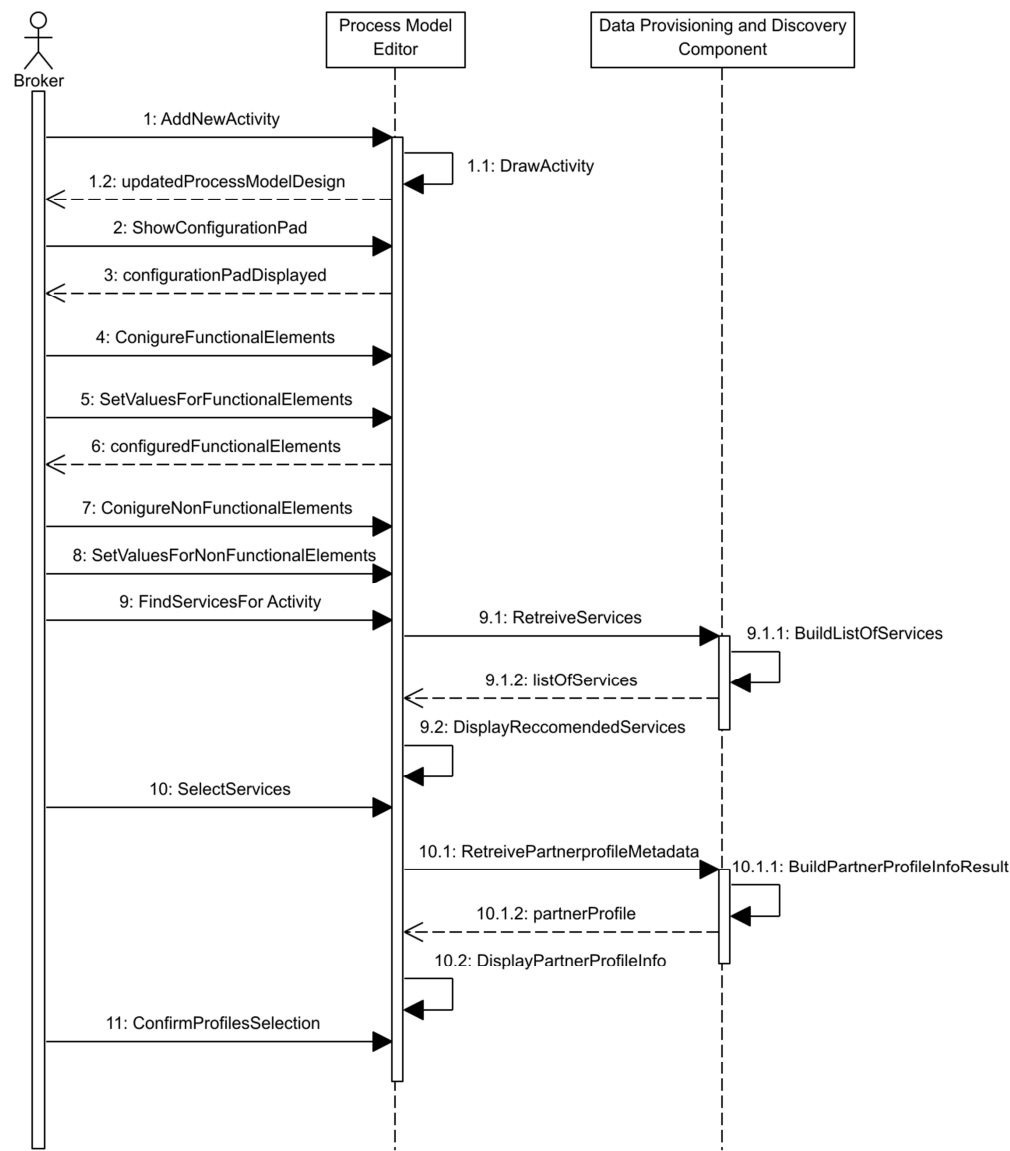 Process Model
Editor
Data Provisioning and Discovery
Component
Broker
1: AddNewActivity
1.1: DrawActivity
1.2: updatedProcessModelDesign
2: ShowConfigurationPad
3: configurationPadDisplayed
4: ConigureFunctionalElements
5: SetValuesForFunctionalElements
6: configuredFunctionalElements
7: ConigureNonFunctionalElements
8: SetValuesForNonFunctionalElements
9: FindServicesFor Activity
9.1: RetreiveServices
9.1.1: BuildListOfServices
9.1.2: listOfServices
9.2: DisplayReccomendedServices
10: SelectServices
10.1: RetreivePartnerprofileMetadata
10.1.1: BuildPartnerProfileInfoResult
10.1.2: partnerProfile
10.2: DisplayPartnerProfileInfo
11: ConfirmProfilesSelection